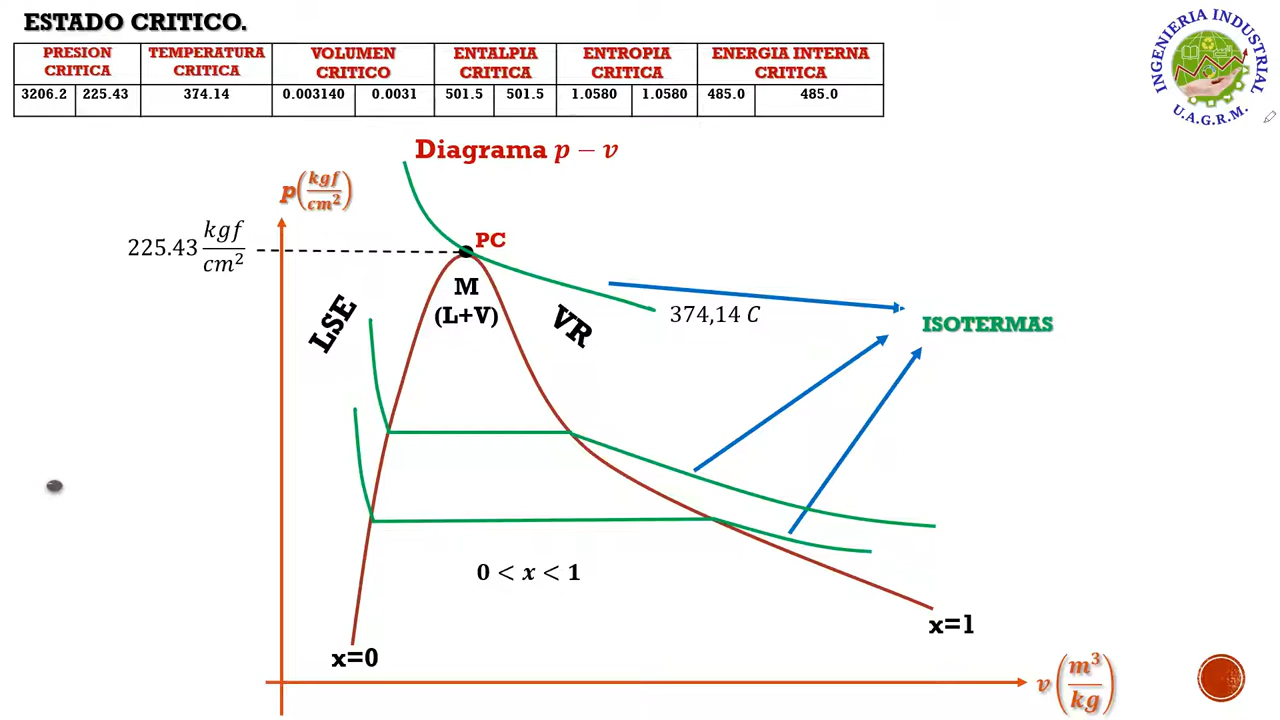 ESTADO CRITICO.
PRESION CRITICA TEMPERATURA CRITICA VOLUMEN CRITICO ENTALPIA CRITICA ENTROPIA CRITICA ENERGIA INTERNA CRITICA
3206.2 225.43 374.14 0.003140 0.0031 501.5 501.5 1.0580 1.0580 485.0 485.0
INGENIERIA INDUSTRIAL
U.A.G.R.M.
Diagrama p − v
p(kgf/cm²)
225.43 kgf/cm²
PC
M
(L+V)
LSE
VR
374,14 C
ISOTERMAS
0 < x < 1
x=1
x=0
v(m³/kg)